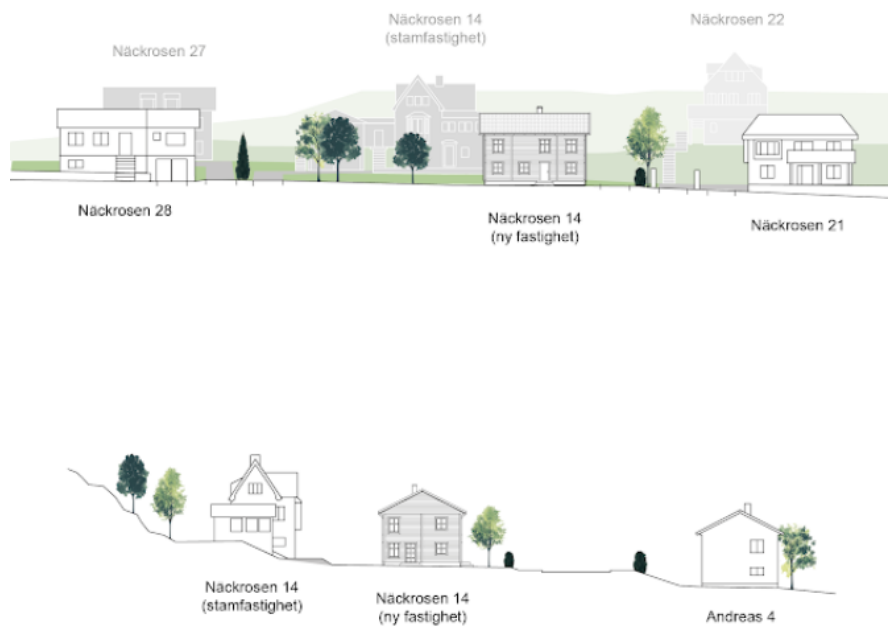 Näckrosen 27
Näckrosen 14
(stamfastighet)
Näckrosen 22
Näckrosen 28
Näckrosen 14
(ny fastighet)
Näckrosen 21
Näckrosen 14
(stamfastighet)
Näckrosen 14
(ny fastighet)
Andreas 4